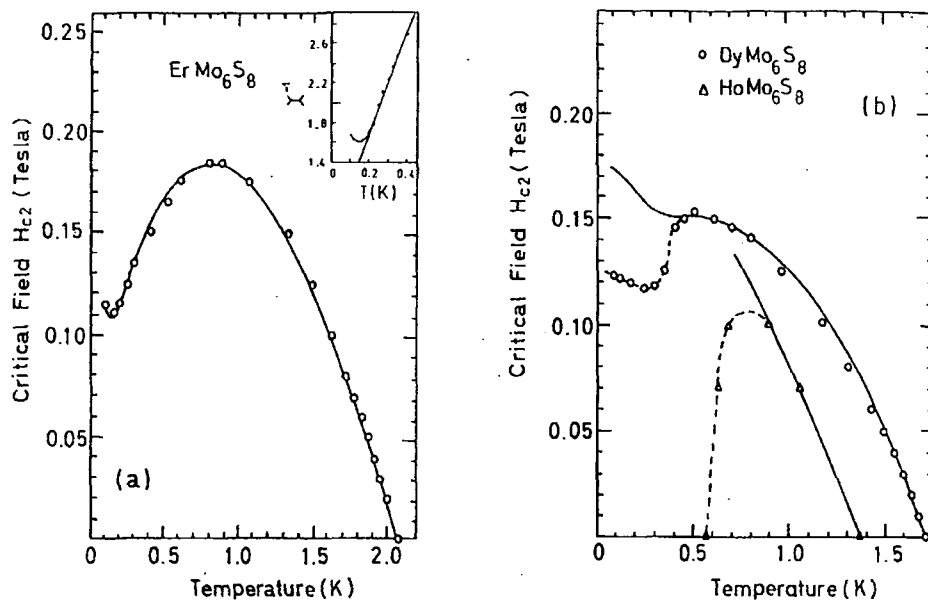 0.25
0.20
0.15
0.10
0.05
0
0.5
1.0
1.5
2.0
Critical Field Hc2 (Tesla)
Temperature (K)
ErMo6S8
(a)
2.6
2.2
1.8
1.4
χ-1
0
0.2
0.4
T(K)
0.25
0.20
0.15
0.10
0.05
0
0.5
1.0
1.5
Critical Field Hc2 (Tesla)
Temperature (K)
DyMo6S8
HoMo6S8
(b)